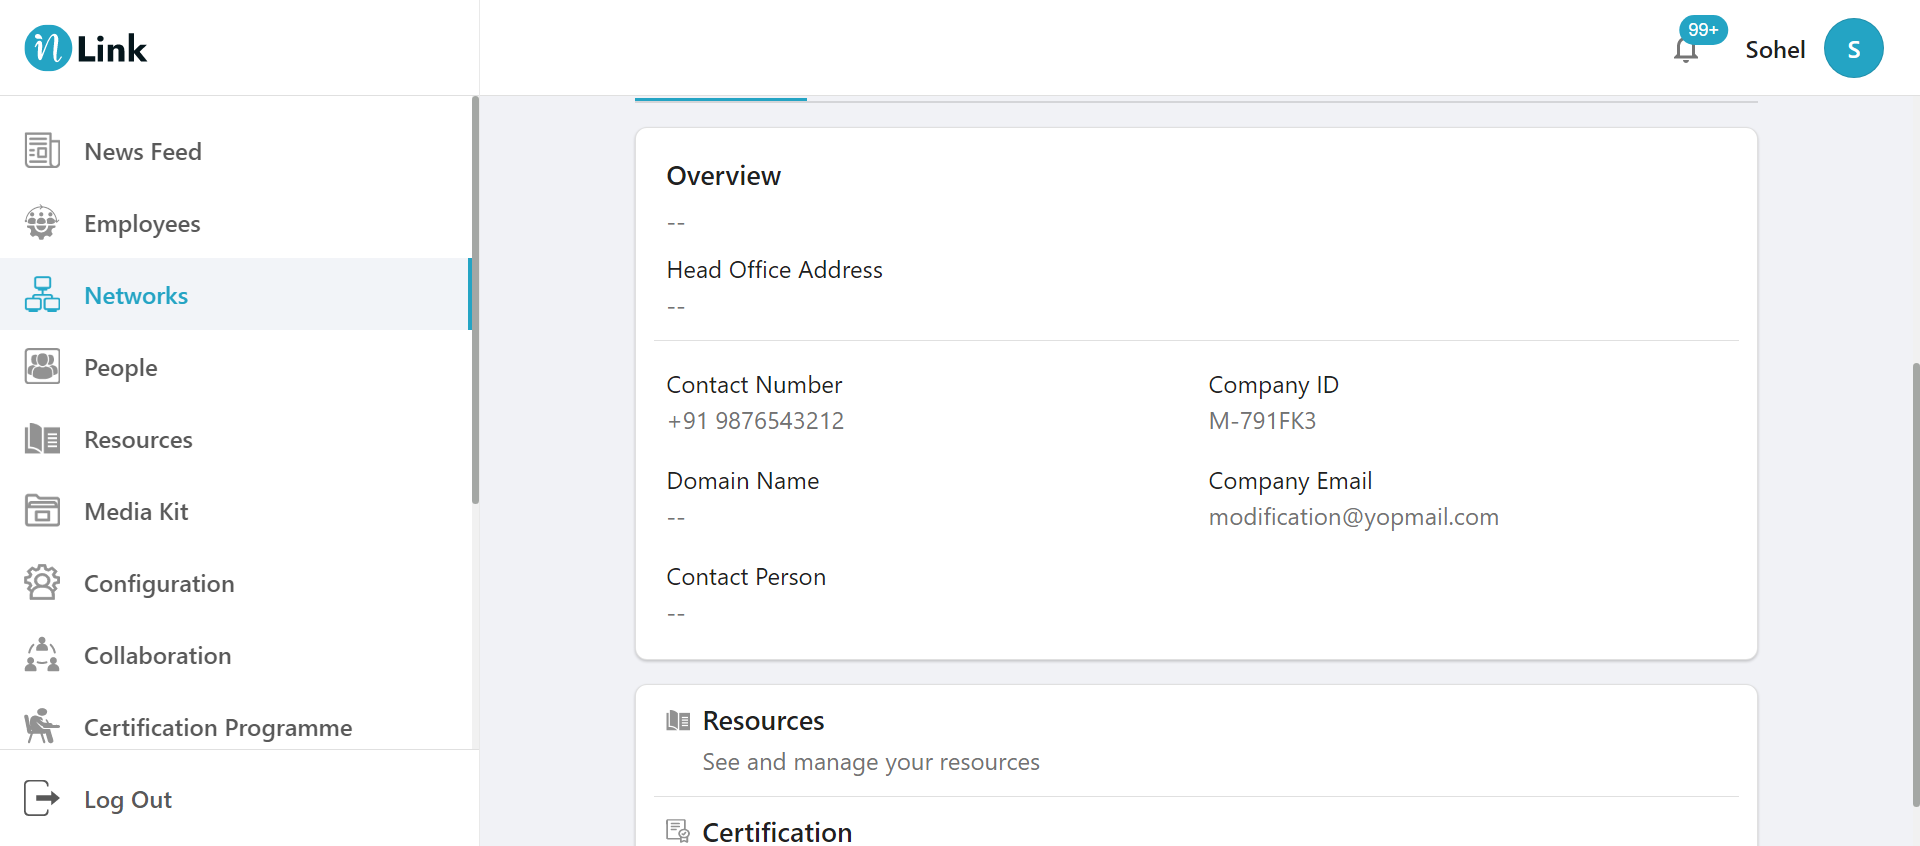 n Link
99+
Sohel
S
News Feed
Employees
Networks
People
Resources
Media Kit
Configuration
Collaboration
Certification Programme
Log Out
Overview
--
Head Office Address
--
Contact Number
+91 9876543212
Company ID
M-791FK3
Domain Name
--
Company Email
modification@yopmail.com
Contact Person
--
Resources
See and manage your resources
Certification